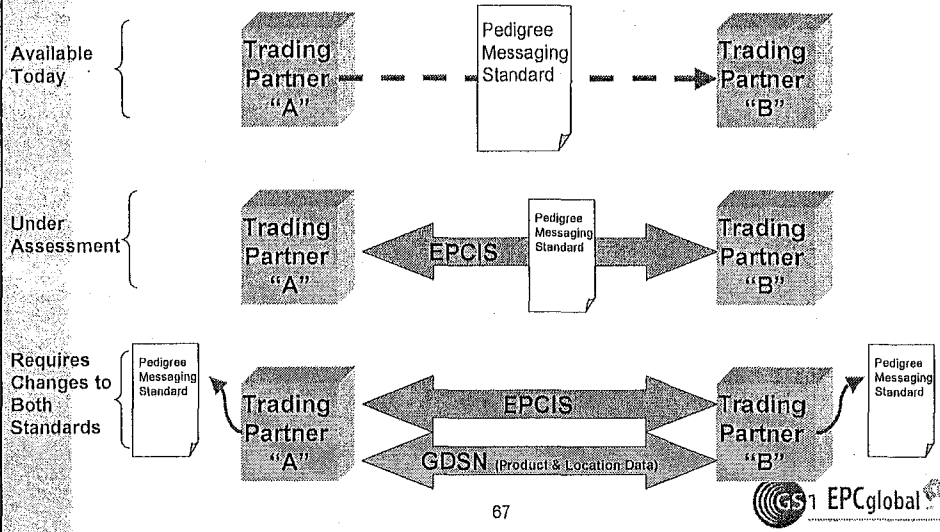 Available
Today
Trading
Partner
"A"
Pedigree
Messaging
Standard
Trading
Partner
"B"
Under
Assessment
Trading
Partner
"A"
EPCIS
Pedigree
Messaging
Standard
Trading
Partner
"B"
Requires
Changes to
Both
Standards
Pedigree
Messaging
Standard
Trading
Partner
"A"
EPCIS
GDSN (Product & Location Data)
Trading
Partner
"B"
Pedigree
Messaging
Standard
67
GS1 EPCglobal